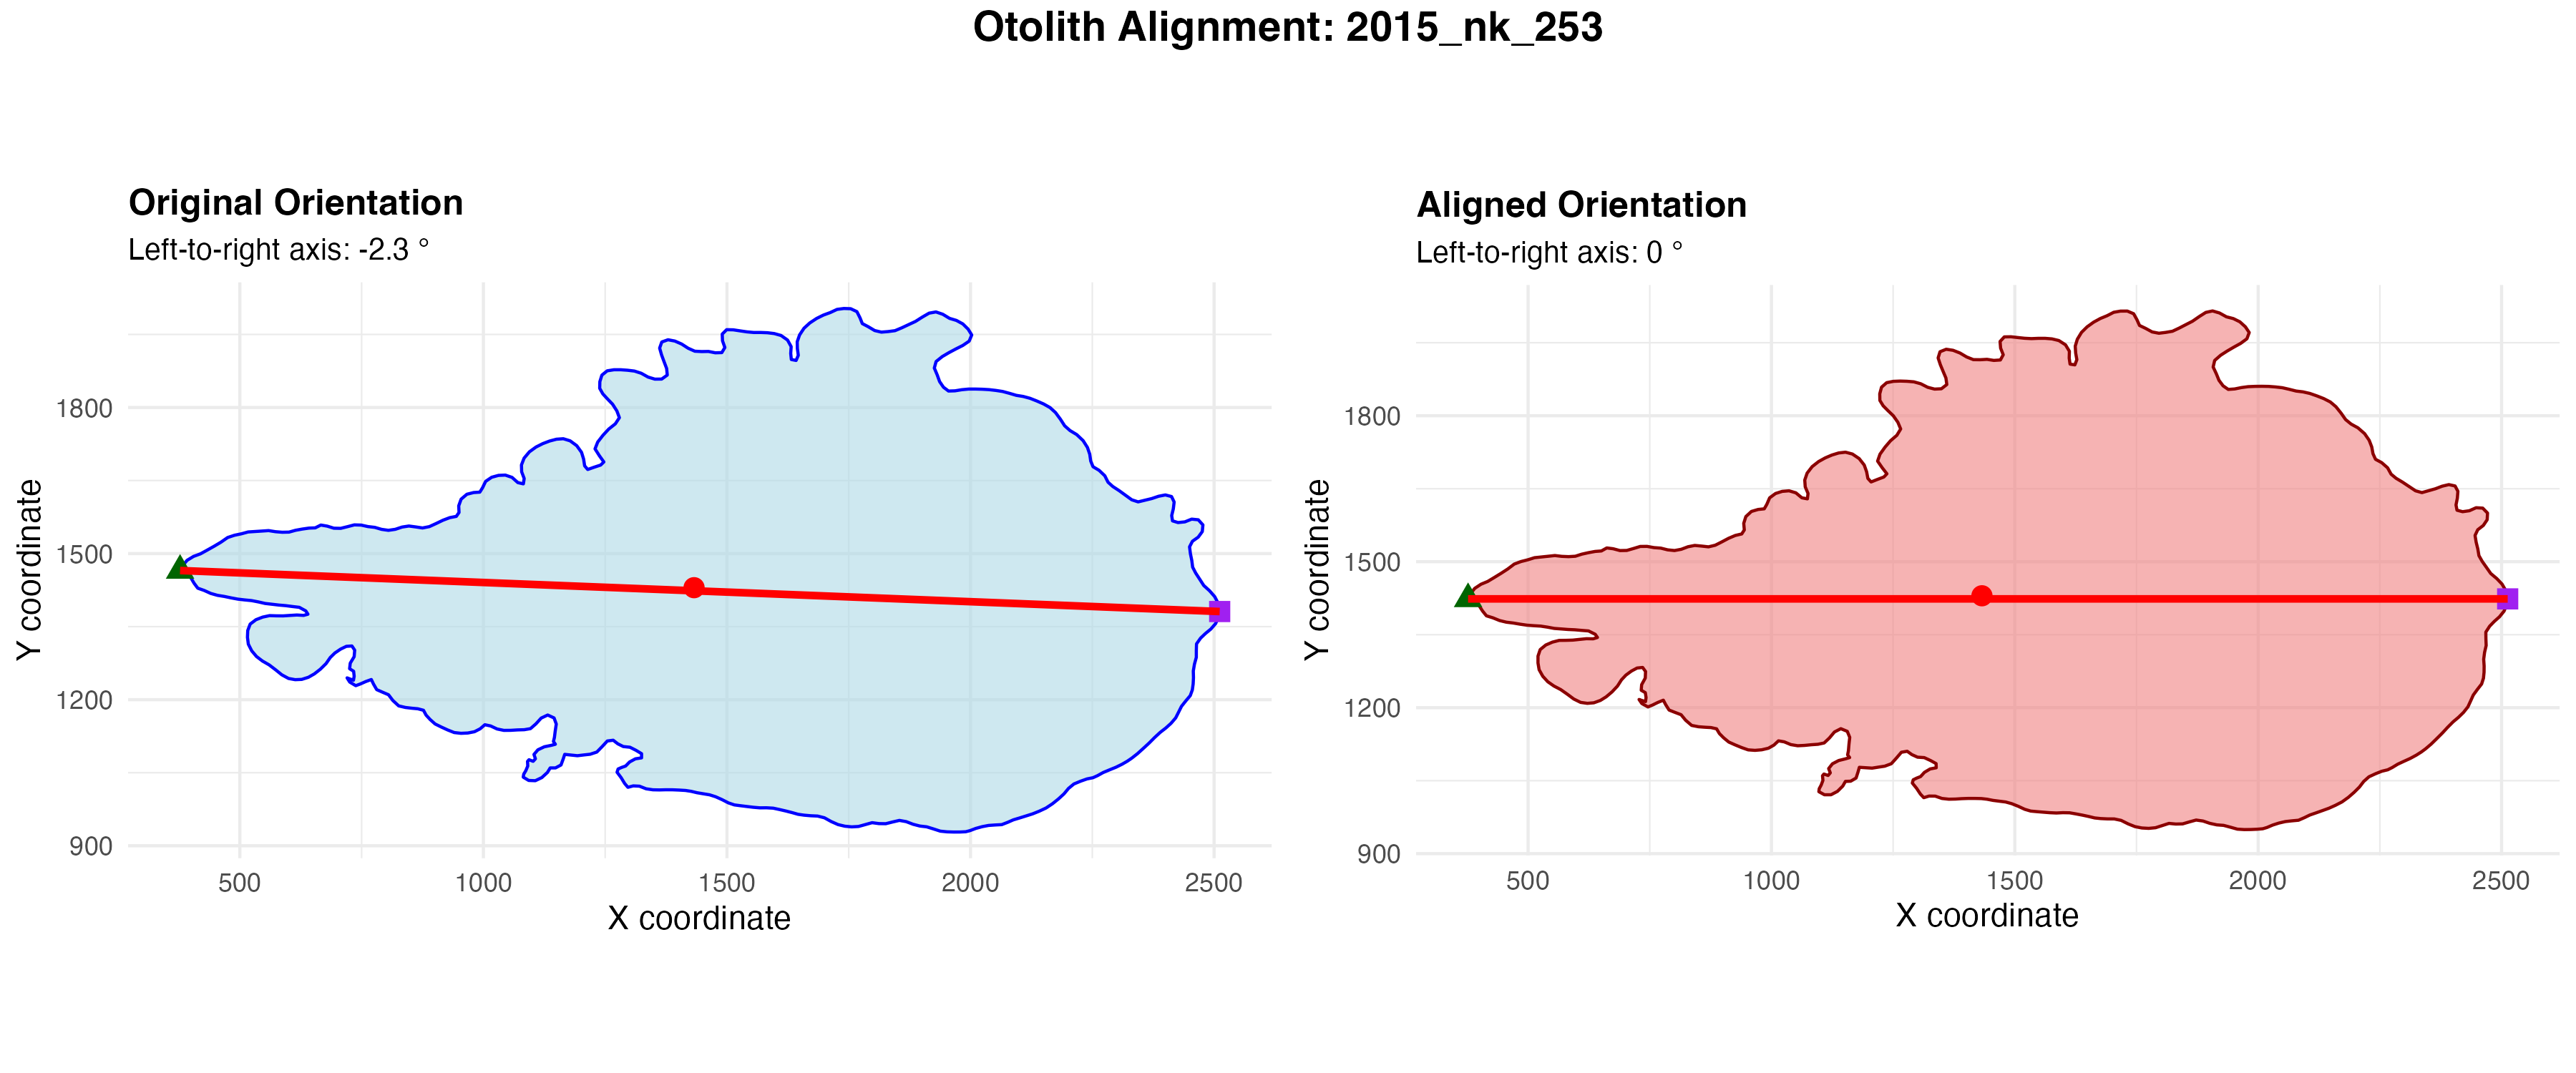 Otolith Alignment: 2015_nk_253
Original Orientation
Left-to-right axis: -2.3 °
Y coordinate
1800
1500
1200
900
500 1000 1500 2000 2500
X coordinate
Aligned Orientation
Left-to-right axis: 0 °
Y coordinate
1800
1500
1200
900
500 1000 1500 2000 2500
X coordinate